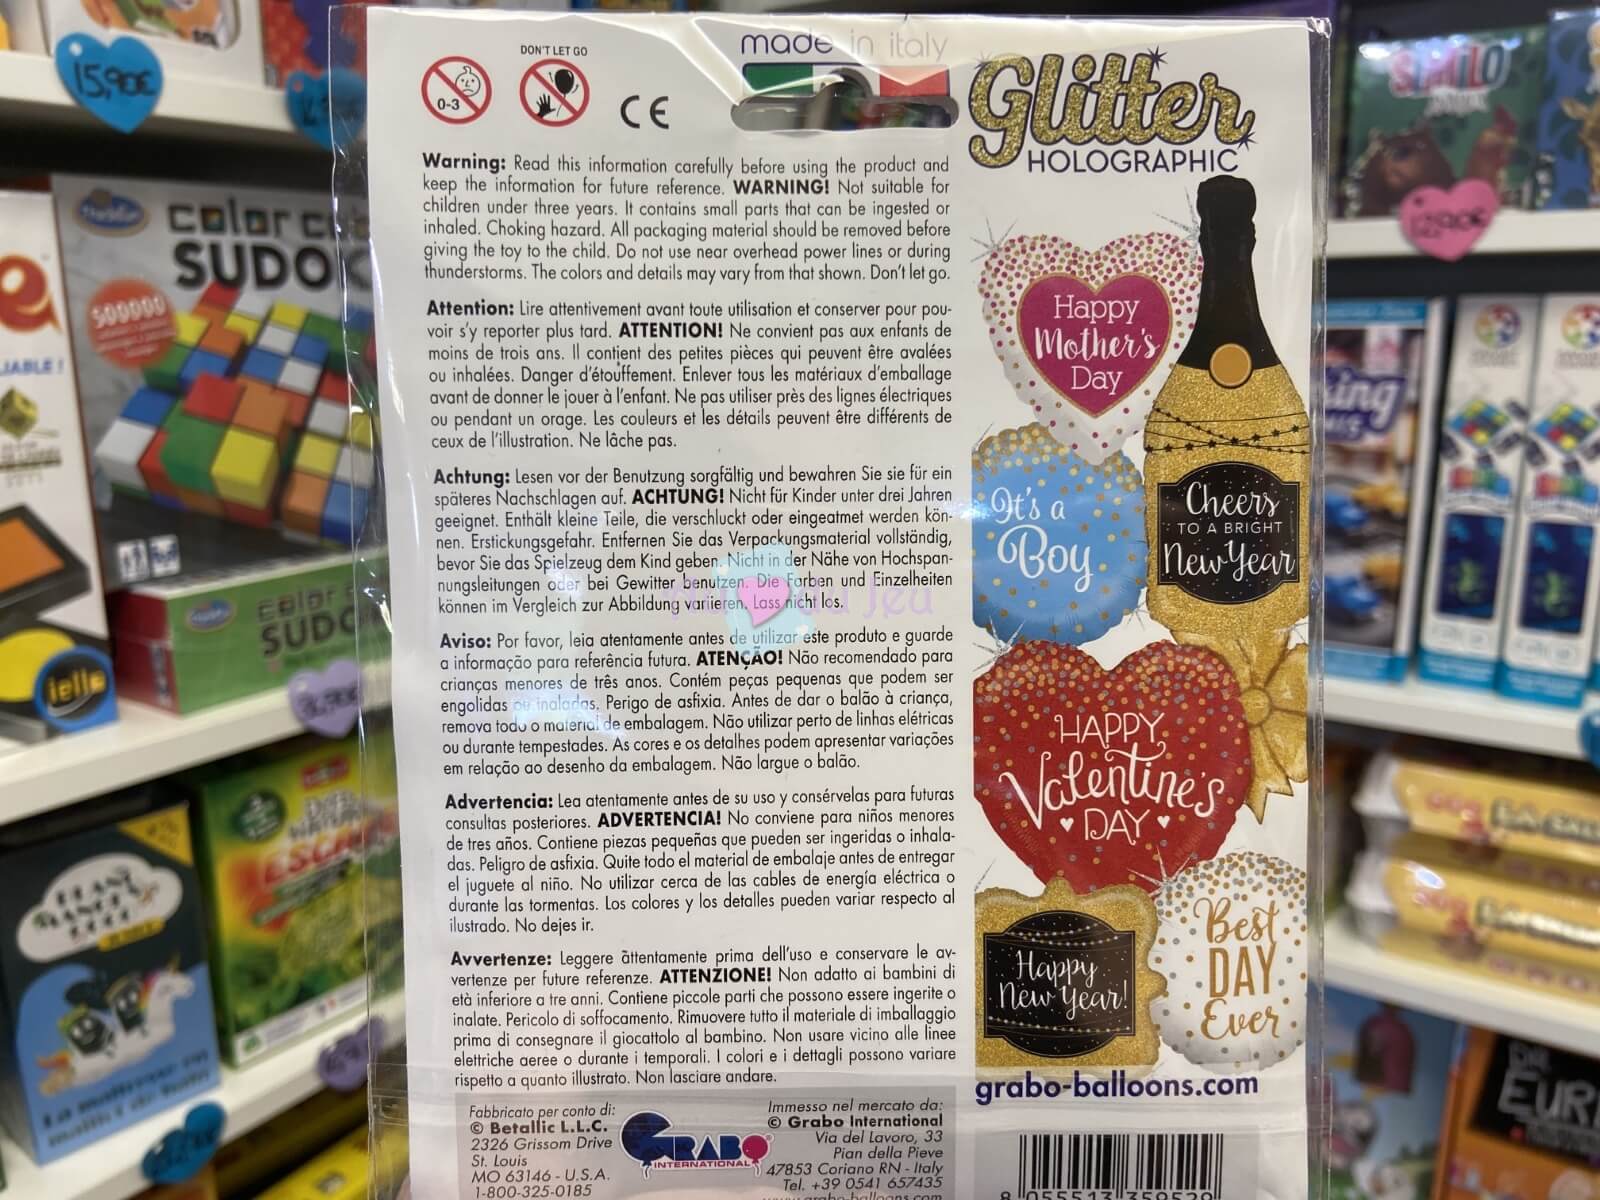 15,90€
DON'T LET GO
0-3
CE
made in italy
Glitter
HOLOGRAPHIC
Warning: Read this information carefully before using the product and
keep the information for future reference. WARNING! Not suitable for
children under three years. It contains small parts that can be ingested or
inhaled. Choking hazard. All packaging material should be removed before
giving the toy to the child. Do not use near overhead power lines or during
thunderstorms. The colors and details may vary from that shown. Don't let go.
Attention: Lire attentivement avant toute utilisation et conserver pour pou-
voir s'y reporter plus tard. ATTENTION! Ne convient pas aux enfants de
moins de trois ans. Il contient des petites pièces qui peuvent être avalées
ou inhalées. Danger d'étouffement. Enlever tous les matériaux d'emballage
avant de donner le jouer à l'enfant. Ne pas utiliser près des lignes électriques
ou pendant un orage. Les couleurs et les détails peuvent être différents de
ceux de l'illustration. Ne lâche pas.
Achtung: Lesen vor der Benutzung sorgfältig und bewahren Sie sie für ein
späteres Nachschlagen auf. ACHTUNG! Nicht für Kinder unter drei Jahren
geeignet. Enthält kleine Teile, die verschluckt oder eingeatmet werden kön-
nen. Erstickungsgefahr. Entfernen Sie das Verpackungsmaterial vollständig,
bevor Sie das Spielzeug dem Kind geben. Nicht in der Nähe von Hochspan-
nungsleitungen oder bei Gewitter benutzen. Die Farben und Einzelheiten
können im Vergleich zur Abbildung variieren. Lass nicht los.
Aviso: Por favor, leia atentamente antes de utilizar este produto e guarde
a informação para referência futura. ATENÇÃO! Não recomendado para
crianças menores de três anos. Contém peças pequenas que podem ser
engolidas ou inaladas. Perigo de asfixia. Antes de dar o balão à criança,
remova todo o material de embalagem. Não utilizar perto de linhas elétricas
ou durante tempestades. As cores e os detalhes podem apresentar variações
em relação ao desenho da embalagem. Não largue o balão.
Advertencia: Lea atentamente antes de su uso y consérvelas para futuras
consultas posteriores. ADVERTENCIA! No conviene para niños menores
de tres años. Contiene piezas pequeñas que pueden ser ingeridas o inhala-
das. Peligro de asfixia. Quite todo el material de embalaje antes de entregar
el juguete al niño. No utilizar cerca de las cables de energía eléctrica o
durante las tormentas. Los colores y los detalles pueden variar respecto al
ilustrado. No dejes ir.
Avvertenze: Leggere attentamente prima dell'uso e conservare le av-
vertenze per future referenze. ATTENZIONE! Non adatto ai bambini di
età inferiore a tre anni. Contiene piccole parti che possono essere ingerite o
inalate. Pericolo di soffocamento. Rimuovere tutto il materiale di imballaggio
prima di consegnare il giocattolo al bambino. Non usare vicino alle linee
elettriche aeree o durante i temporali. I colori e i dettagli possono variare
rispetto a quanto illustrato. Non lasciare andare.
Fabbricato per conto di:
© Betallic L.L.C.
2326 Grissom Drive
St. Louis
MO 63146 - U.S.A.
1-800-325-0185
GRABO
INTERNATIONAL
Immesso nel mercato da:
© Grabo International
Via del Lavoro, 33
Pian della Pieve
47853 Coriano RN - Italy
Tel. +39 0541 657435
www.grabo-balloons.com
Happy
Mother's
Day
It's a
Boy
Cheers
TO A BRIGHT
New Year
HAPPY
Valentine's
DAY
Happy
New Year!
Best
DAY
Ever
grabo-balloons.com
8 055513 359529
ThinkFun
color cube
SUDOKU
500000
iello
SIMILO
12,90€